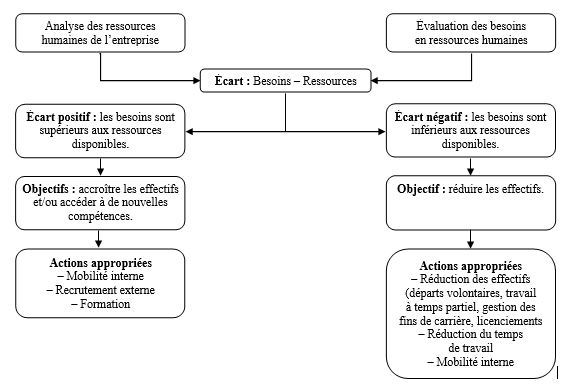 Analyse des ressources
humaines de l’entreprise
Évaluation des besoins
en ressources humaines
Écart : Besoins – Ressources
Écart positif : les besoins sont
supérieurs aux ressources
disponibles.
Écart négatif : les besoins sont
inférieurs aux ressources
disponibles.
Objectifs : accroître les effectifs
et/ou accéder à de nouvelles
compétences.
Objectif : réduire les effectifs.
Actions appropriées
– Mobilité interne
– Recrutement externe
– Formation
Actions appropriées
– Réduction des effectifs
(départs volontaires, travail
à temps partiel, gestion des
fins de carrière, licenciements
– Réduction du temps
de travail
– Mobilité interne